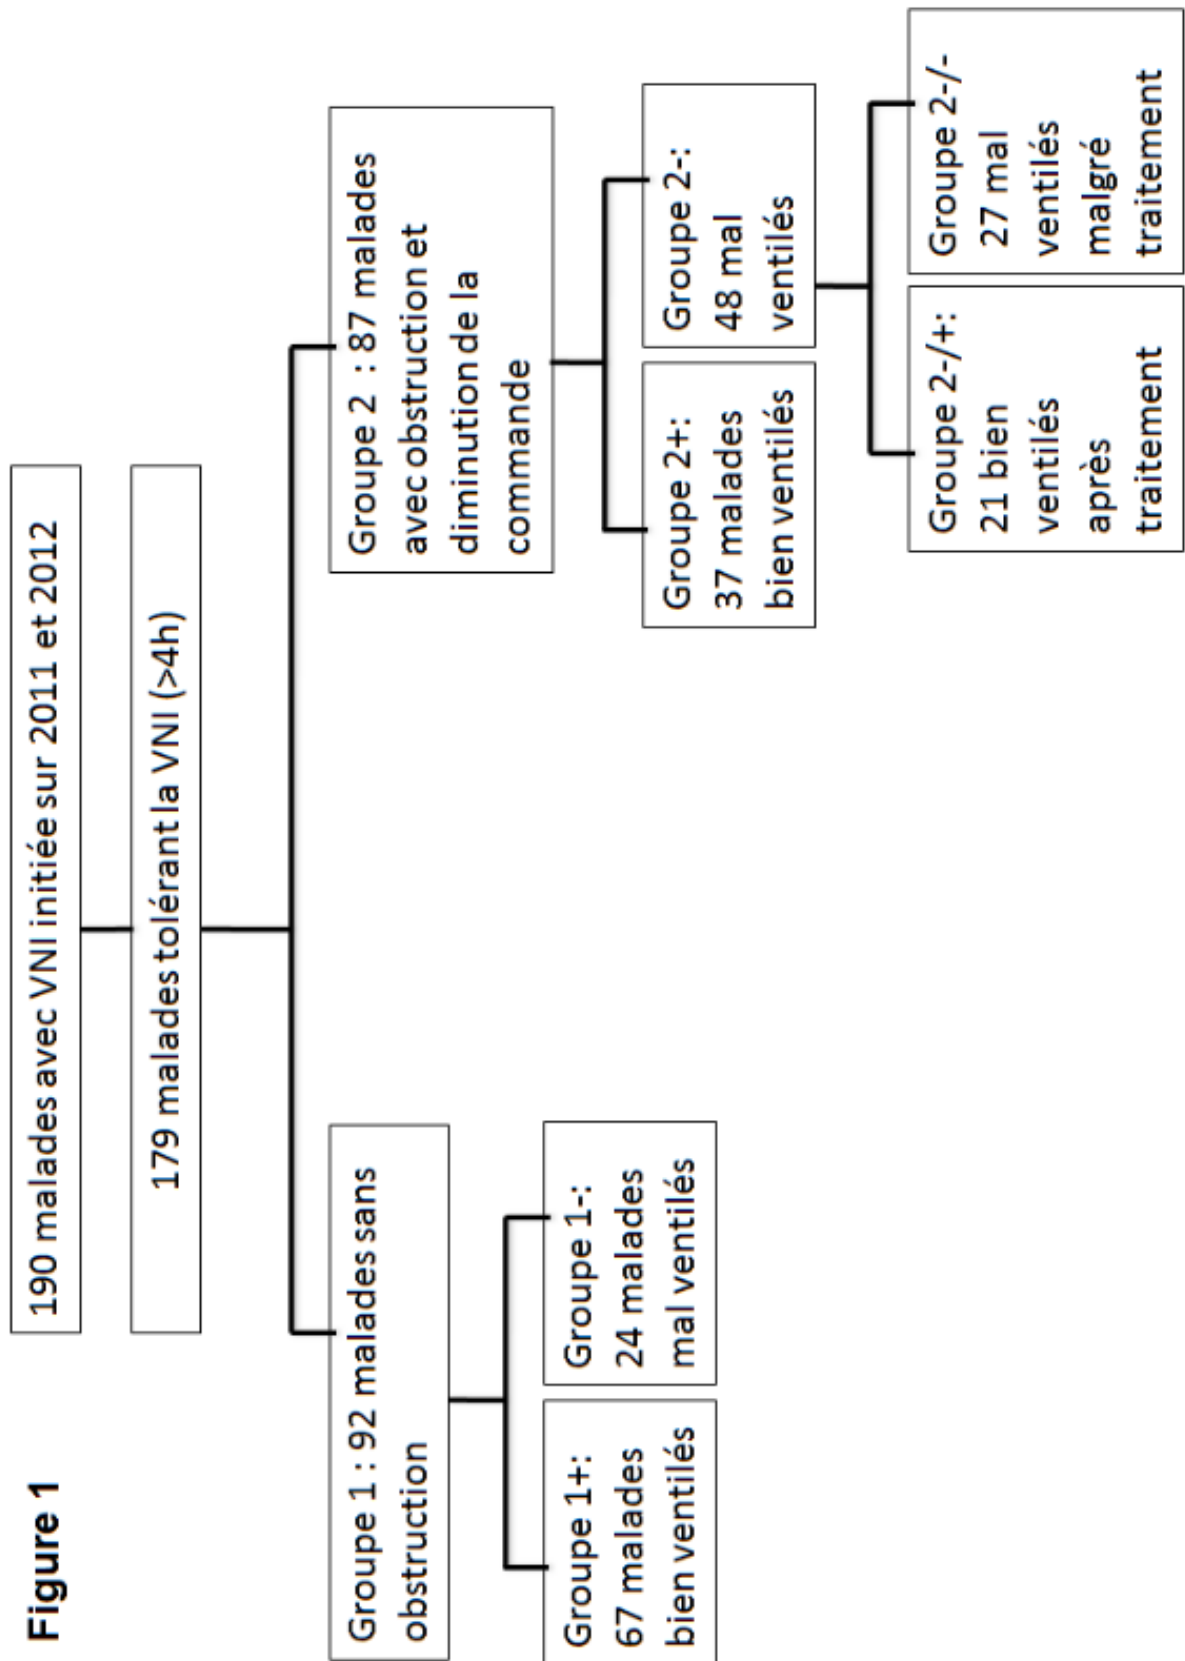 Figure 1
190 malades avec VNI initiée sur 2011 et 2012
179 malades tolérant la VNI (>4h)
Groupe 1 : 92 malades sans
obstruction
Groupe 2 : 87 malades
avec obstruction et
diminution de la
commande
Groupe 1+:
67 malades
bien ventilés
Groupe 1-:
24 malades
mal ventilés
Groupe 2+:
37 malades
bien ventilés
Groupe 2-:
48 mal
ventilés
Groupe 2-/+:
21 bien
ventilés
après
traitement
Groupe 2-/-
27 mal
ventilés
malgré
traitement